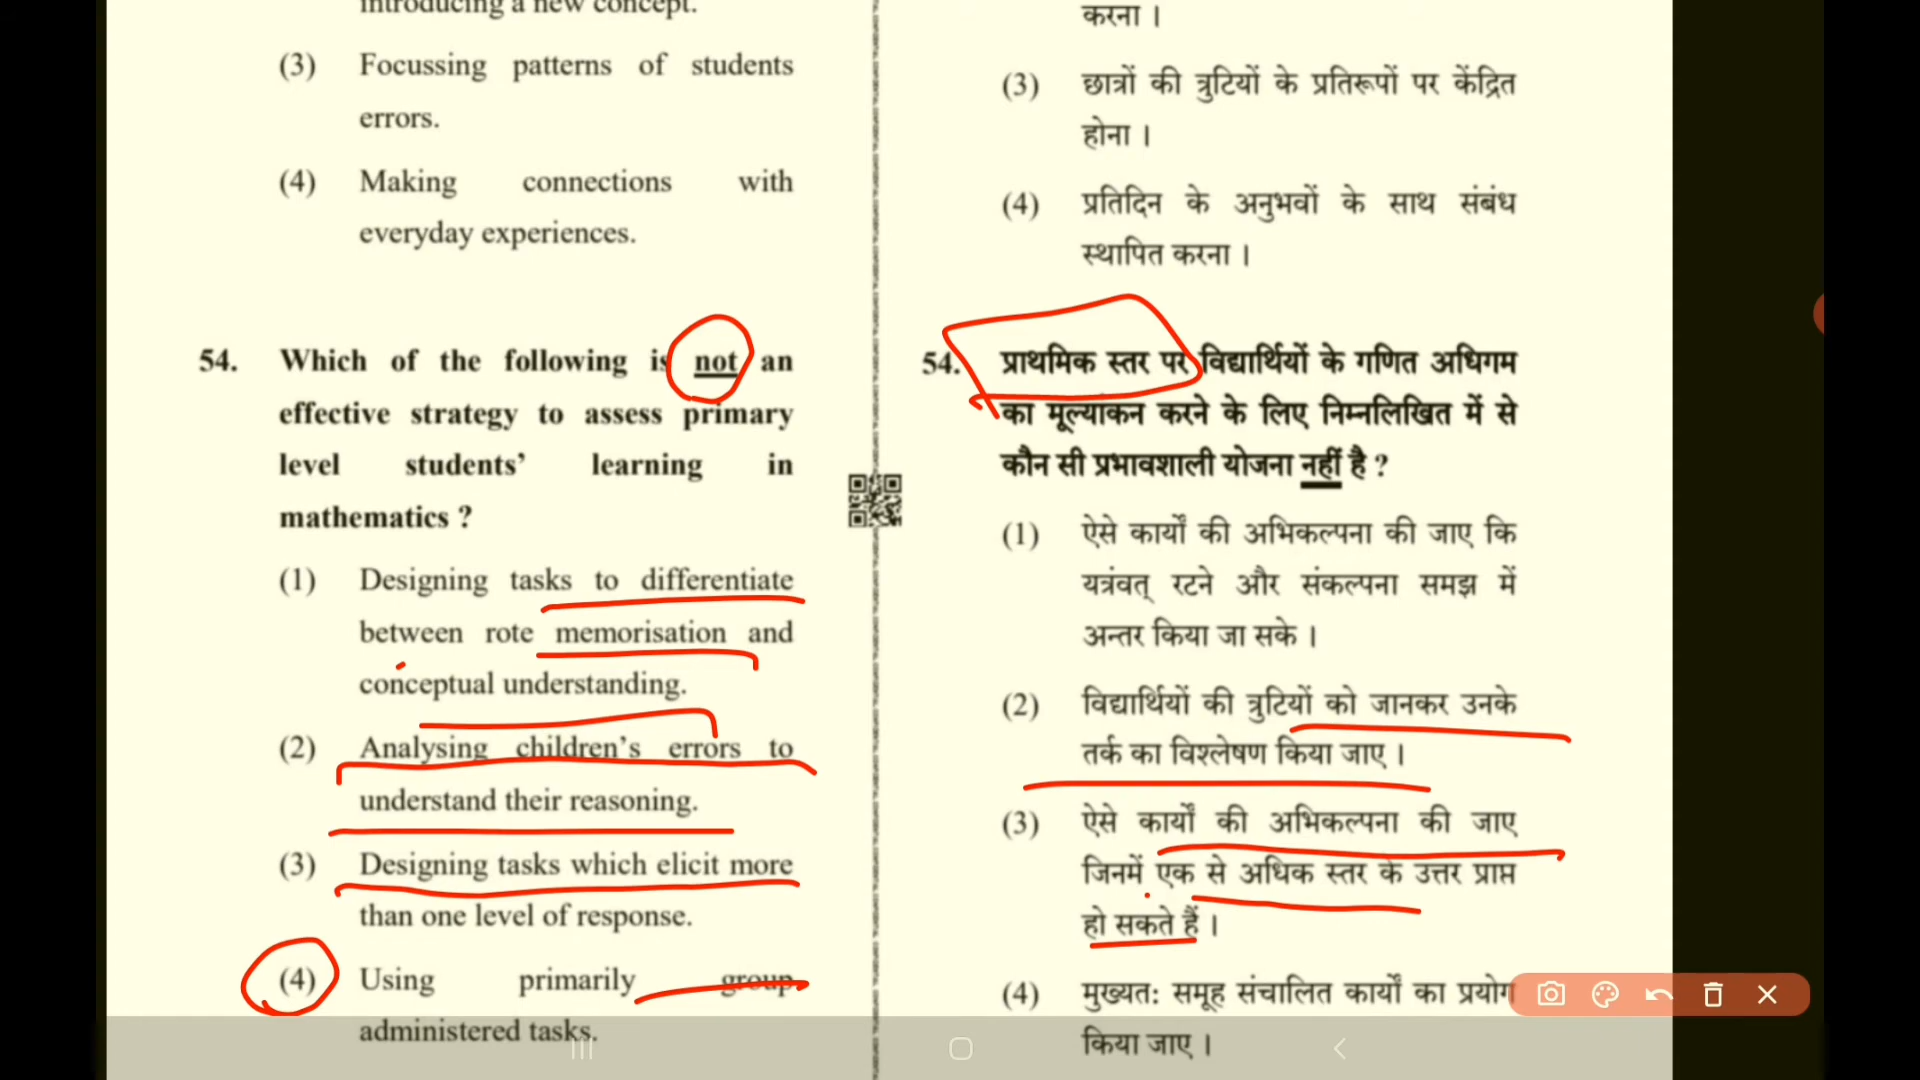 introducing a new concept.
(3) Focussing patterns of students
errors.
(4) Making connections with
everyday experiences.
54. Which of the following is not an
effective strategy to assess primary
level students' learning in
mathematics ?
(1) Designing tasks to differentiate
between rote memorisation and
conceptual understanding.
(2) Analysing children's errors to
understand their reasoning.
(3) Designing tasks which elicit more
than one level of response.
(4) Using primarily group
administered tasks.
करना ।
(3) छात्रों की त्रुटियों के प्रतिरूपों पर केंद्रित
होना ।
(4) प्रतिदिन के अनुभवों के साथ संबंध
स्थापित करना ।
54. प्राथमिक स्तर पर विद्यार्थियों के गणित अधिगम
का मूल्यांकन करने के लिए निम्नलिखित में से
कौन सी प्रभावशाली योजना नहीं है ?
(1) ऐसे कार्यों की अभिकल्पना की जाए कि
यत्रंवत् रटने और संकल्पना समझ में
अन्तर किया जा सके ।
(2) विद्यार्थियों की त्रुटियों को जानकर उनके
तर्क का विश्लेषण किया जाए ।
(3) ऐसे कार्यों की अभिकल्पना की जाए
जिनमें एक से अधिक स्तर के उत्तर प्राप्त
हो सकते हैं ।
(4) मुख्यतः समूह संचालित कार्यों का प्रयोग
किया जाए ।